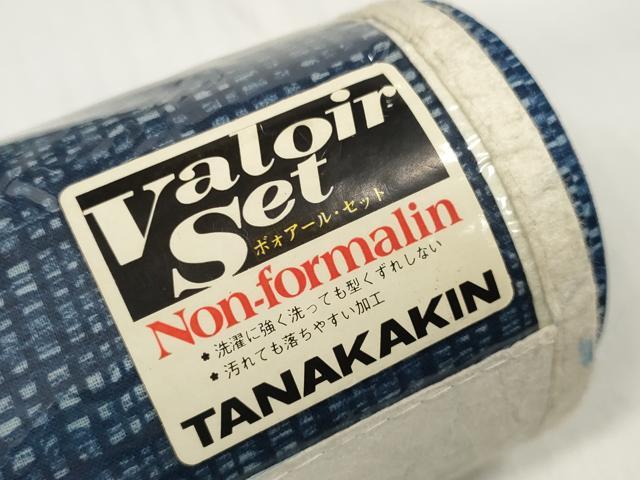 Valoir
Set
ボォアール・セット
Non-formalin
★洗濯に強く洗っても型くずれしない
★汚れても落ちやすい加工
TANAKAKIN